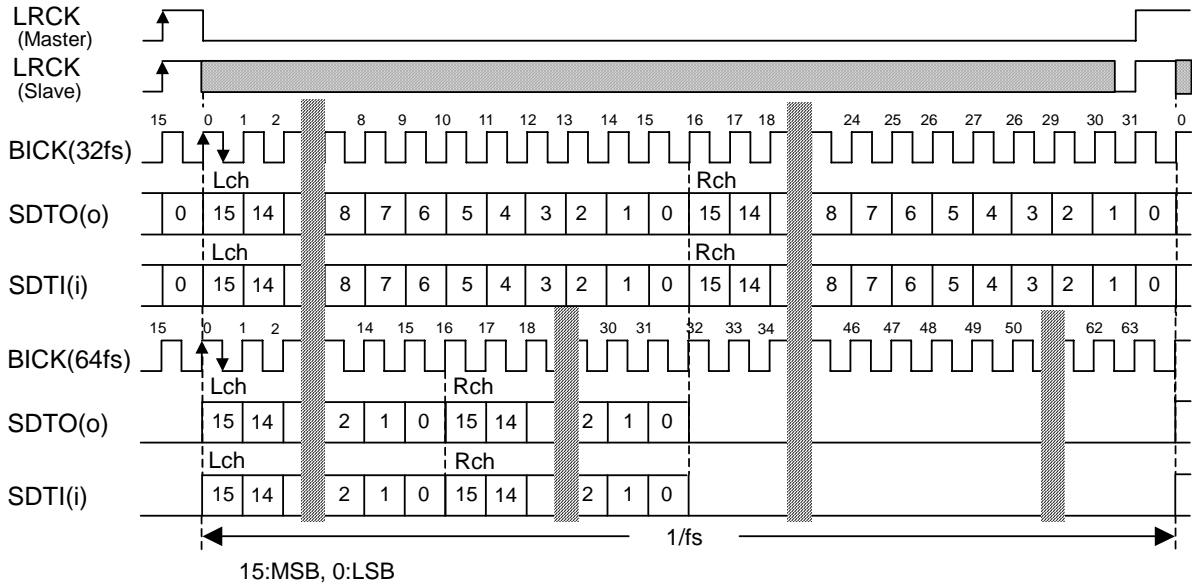 LRCK
(Master)
LRCK
(Slave)
15 0 1 2 8 9 10 11 12 13 14 15 16 17 18 24 25 26 27 26 29 30 31 0
BICK(32fs)
Lch Rch
SDTO(o) 0 15 14 8 7 6 5 4 3 2 1 0 15 14 8 7 6 5 4 3 2 1 0
Lch Rch
SDTI(i) 0 15 14 8 7 6 5 4 3 2 1 0 15 14 8 7 6 5 4 3 2 1 0
15 0 1 2 14 15 16 17 18 30 31 32 33 34 46 47 48 49 50 62 63
BICK(64fs)
Lch Rch
SDTO(o) 15 14 2 1 0 15 14 2 1 0
Lch Rch
SDTI(i) 15 14 2 1 0 15 14 2 1 0
1/fs
15:MSB, 0:LSB